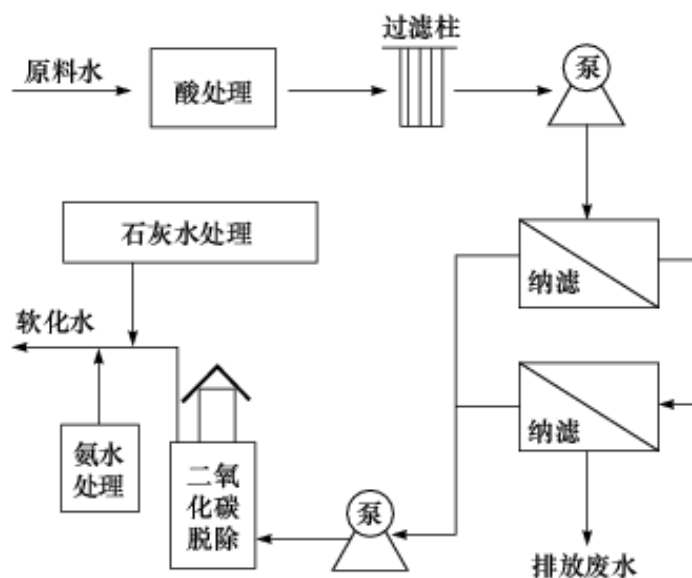 过滤柱
原料水
酸处理
泵
石灰水处理
纳滤
软化水
纳滤
氨水
处理
二氧
化碳
脱除
泵
排放废水